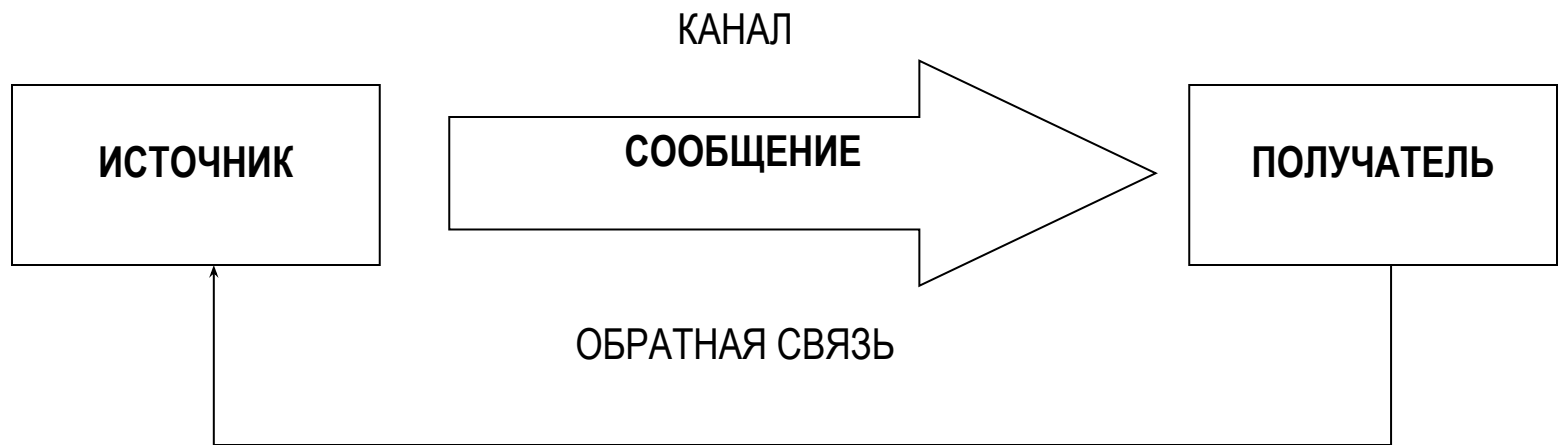 КАНАЛ
ИСТОЧНИК
СООБЩЕНИЕ
ПОЛУЧАТЕЛЬ
ОБРАТНАЯ СВЯЗЬ